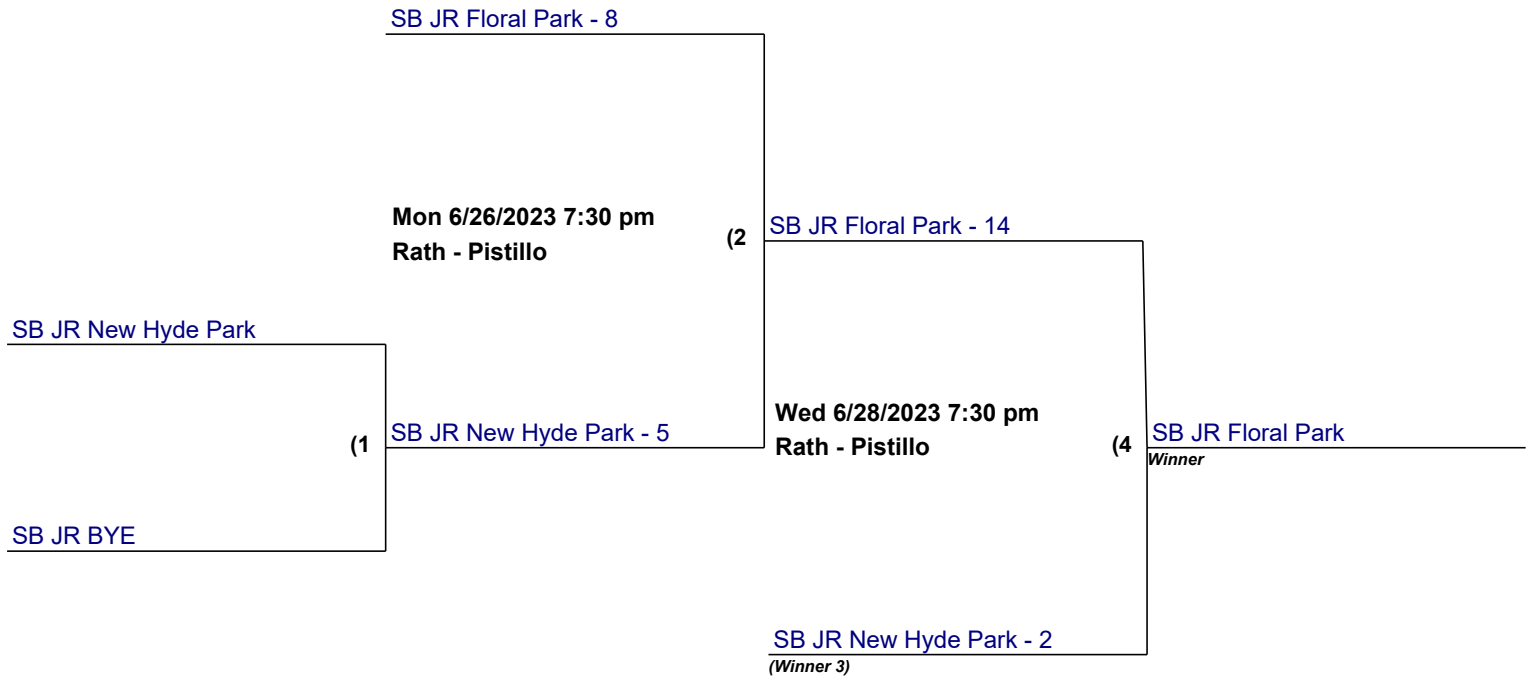 SB JR Floral Park - 8
Mon 6/26/2023 7:30 pm
Rath - Pistillo
(2
SB JR Floral Park - 14
SB JR New Hyde Park
(1
SB JR New Hyde Park - 5
Wed 6/28/2023 7:30 pm
Rath - Pistillo
(4
SB JR Floral Park
Winner
SB JR BYE
SB JR New Hyde Park - 2
(Winner 3)